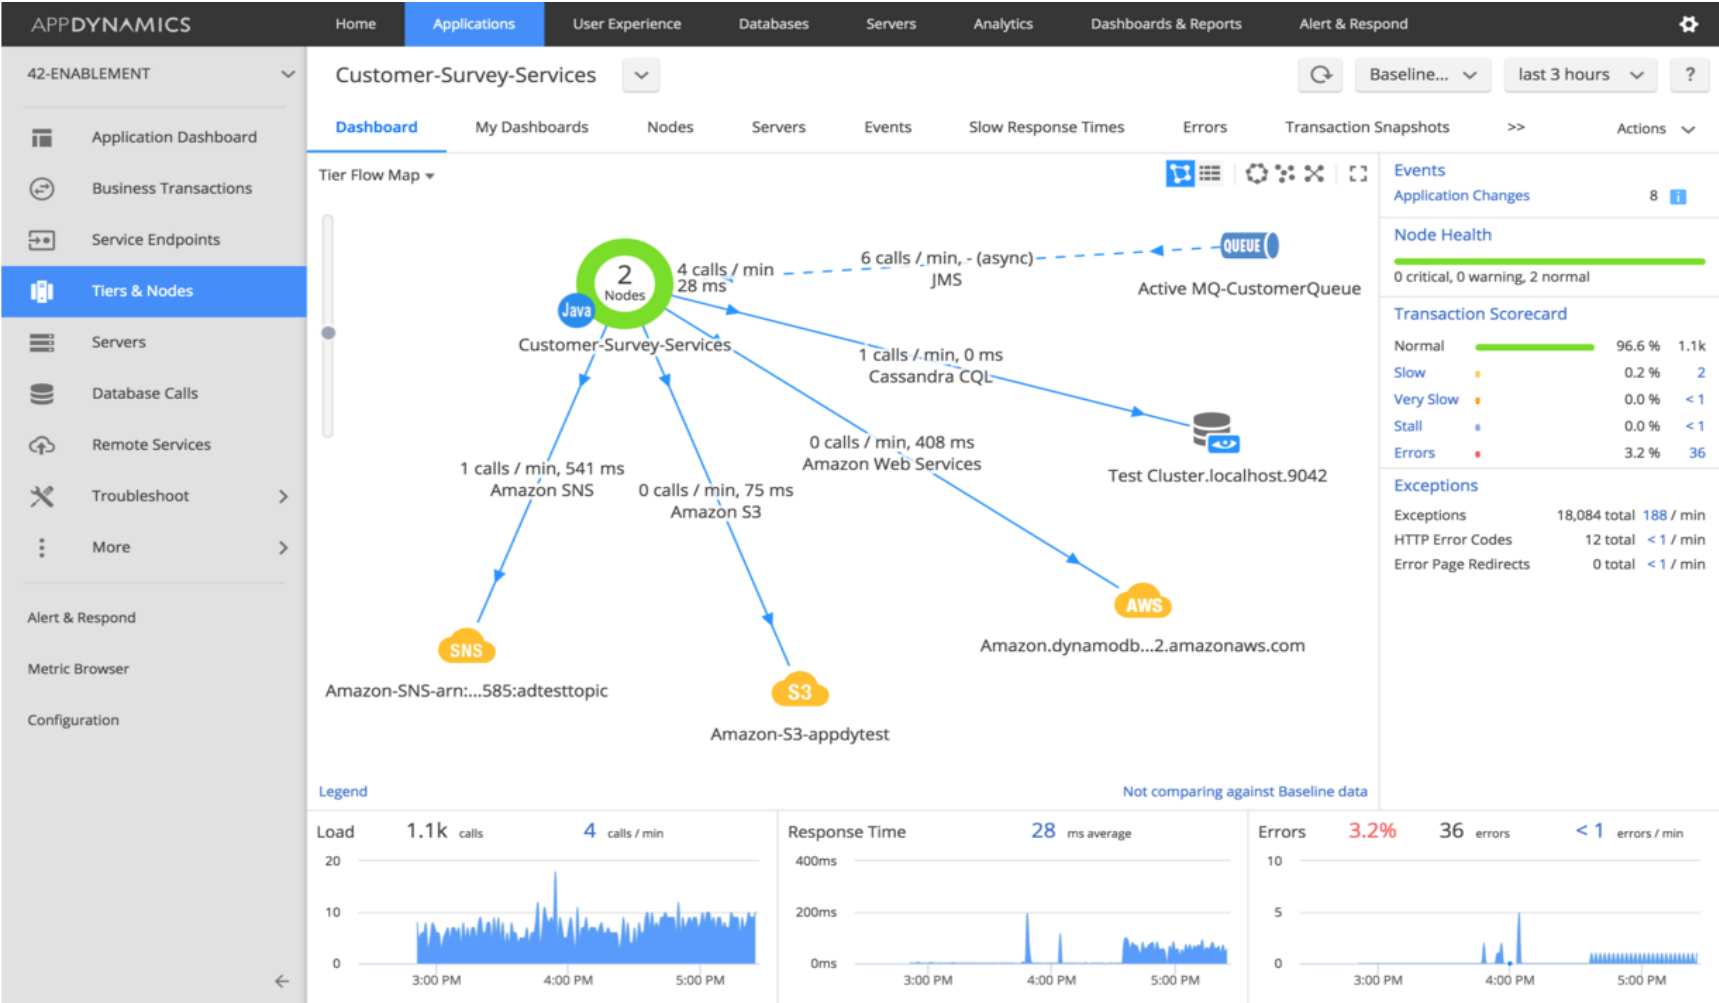 APPDYNAMICS
Home Applications User Experience Databases Servers Analytics Dashboards & Reports Alert & Respond
42-ENABLEMENT
Application Dashboard
Business Transactions
Service Endpoints
Tiers & Nodes
Servers
Database Calls
Remote Services
Troubleshoot
More
Alert & Respond
Metric Browser
Configuration
Customer-Survey-Services
Baseline... last 3 hours ?
Dashboard My Dashboards Nodes Servers Events Slow Response Times Errors Transaction Snapshots >> Actions
Tier Flow Map
2
Nodes
Java
Customer-Survey-Services
4 calls / min
28 ms
6 calls / min, - (async)
JMS
QUEUE
Active MQ-CustomerQueue
1 calls / min, 0 ms
Cassandra CQL
Test Cluster.localhost.9042
0 calls / min, 408 ms
Amazon Web Services
AWS
Amazon.dynamodb...2.amazonaws.com
1 calls / min, 541 ms
Amazon SNS
SNS
Amazon-SNS-arn:...585:adtesttopic
0 calls / min, 75 ms
Amazon S3
S3
Amazon-S3-appdytest
Legend
Not comparing against Baseline data
Events
Application Changes 8 i
Node Health
0 critical, 0 warning, 2 normal
Transaction Scorecard
Normal 96.6 % 1.1k
Slow 0.2 % 2
Very Slow 0.0 % < 1
Stall 0.0 % < 1
Errors 3.2 % 36
Exceptions
Exceptions 18,084 total 188 / min
HTTP Error Codes 12 total < 1 / min
Error Page Redirects 0 total < 1 / min
Load 1.1k calls 4 calls / min
20
10
0
3:00 PM 4:00 PM 5:00 PM
Response Time 28 ms average
400ms
200ms
0ms
3:00 PM 4:00 PM 5:00 PM
Errors 3.2% 36 errors < 1 errors / min
10
5
0
3:00 PM 4:00 PM 5:00 PM